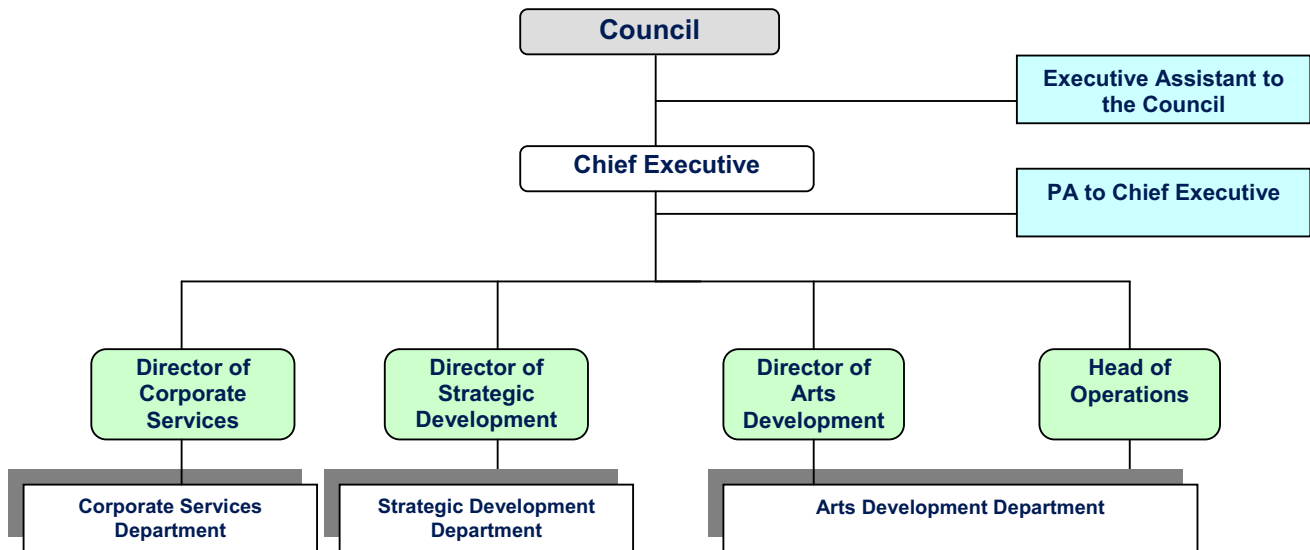 Council
Executive Assistant to
the Council
Chief Executive
PA to Chief Executive
Director of
Corporate
Services
Director of
Strategic
Development
Director of
Arts
Development
Head of
Operations
Corporate Services
Department
Strategic Development
Department
Arts Development Department